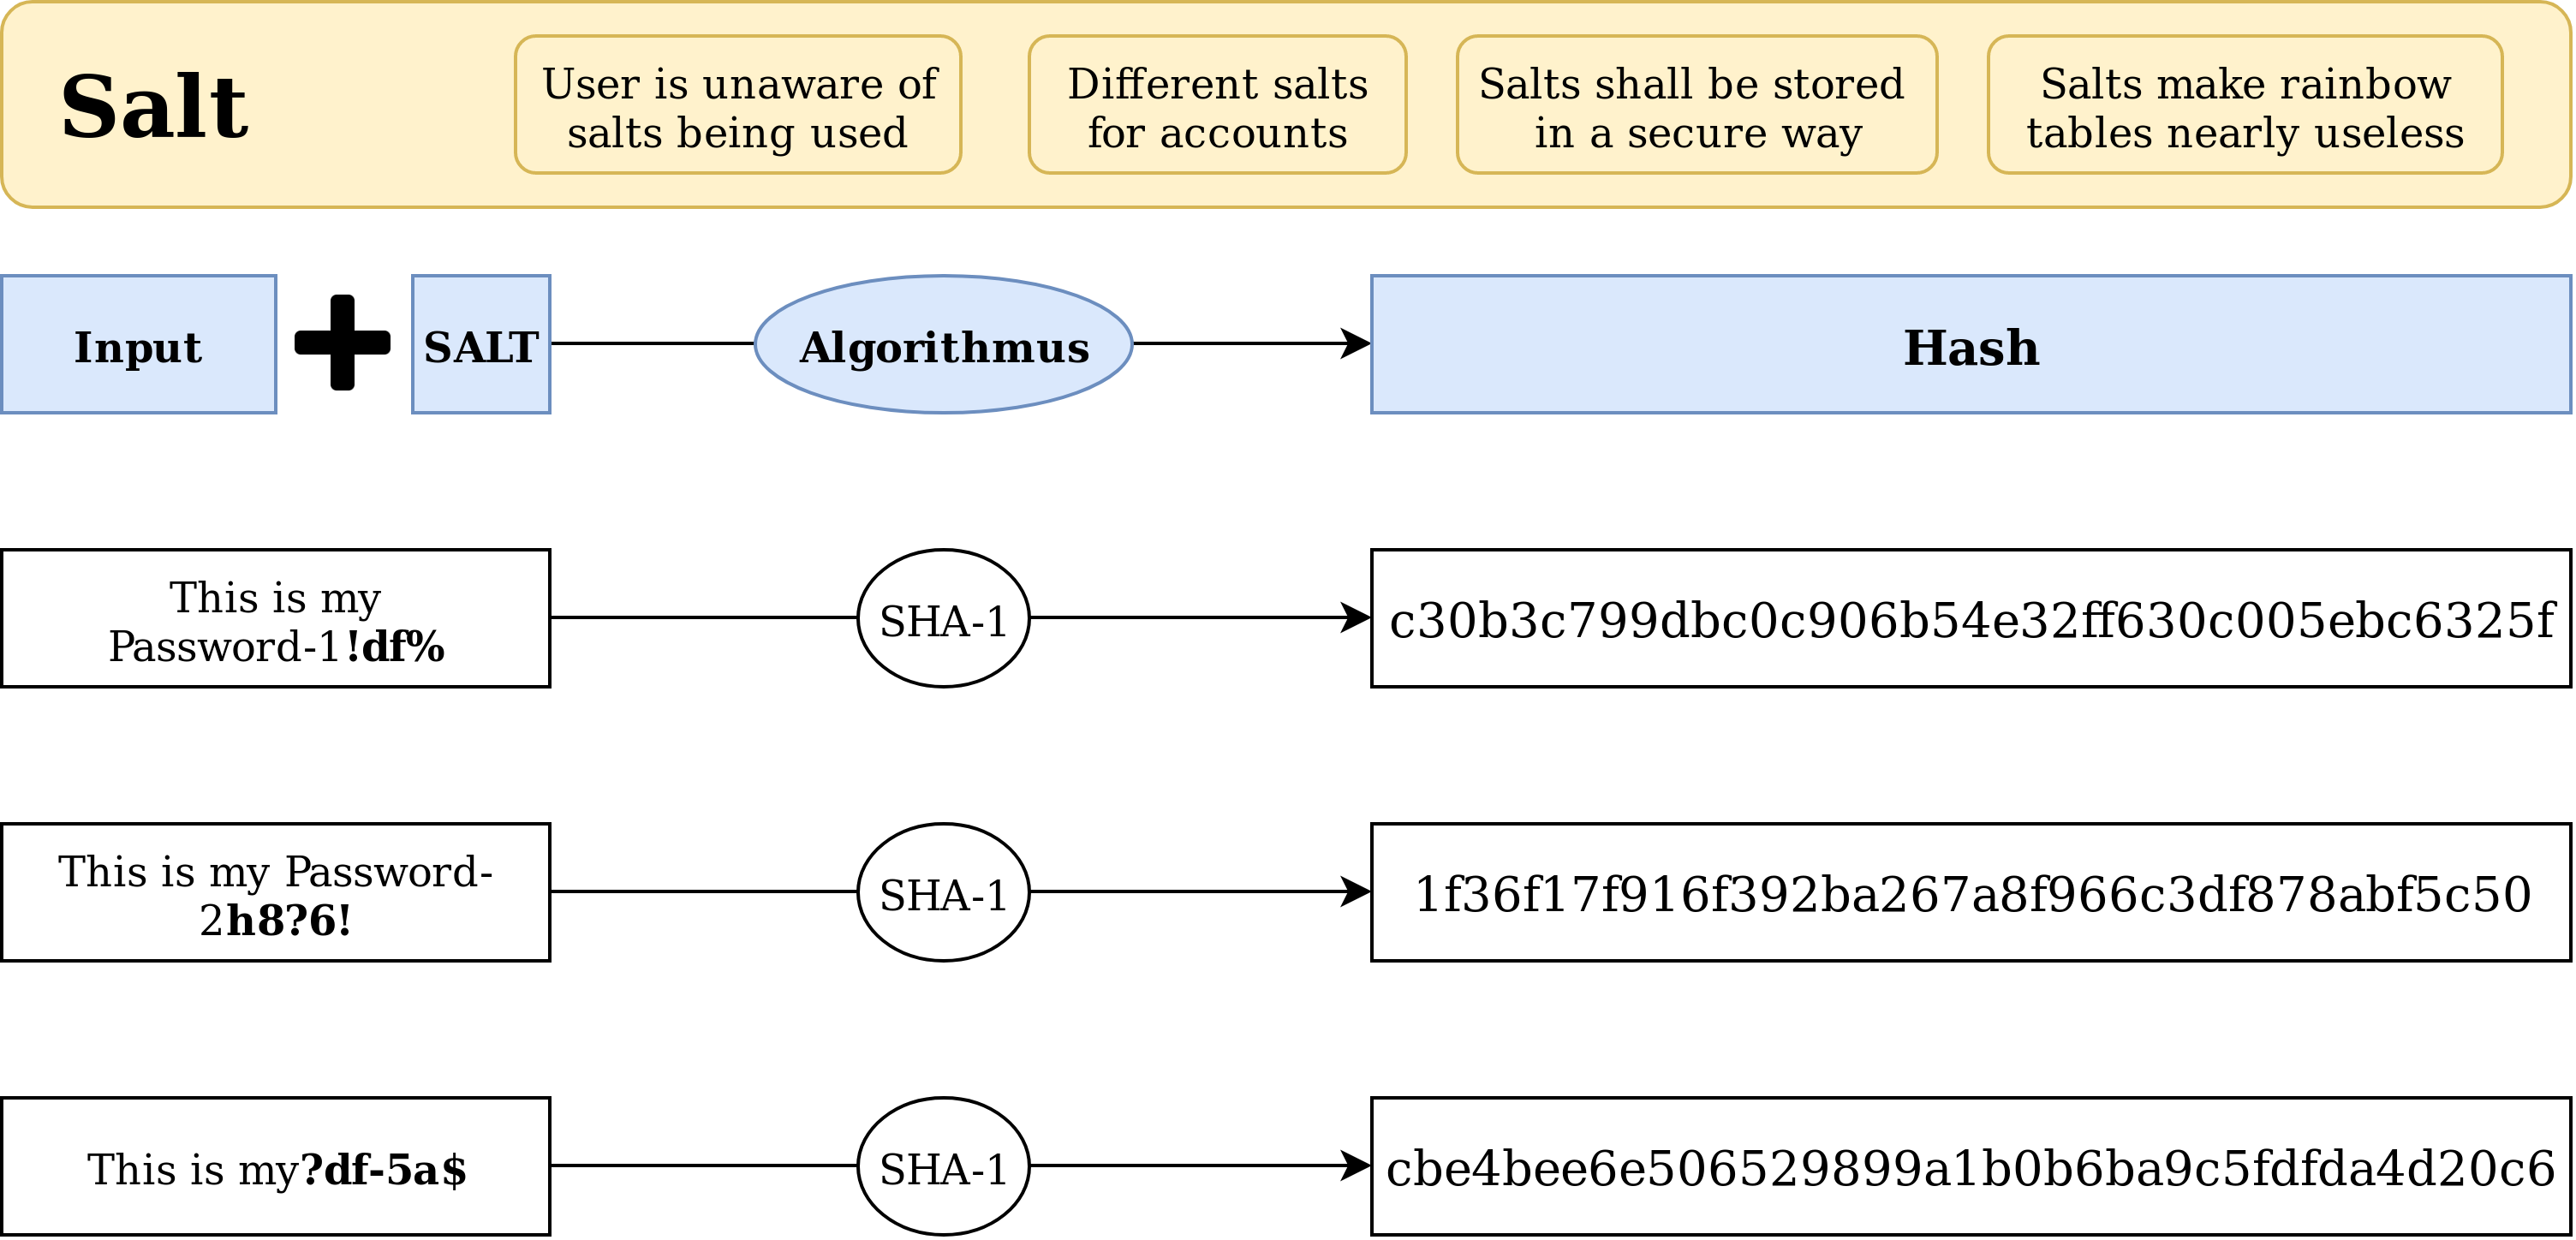 Salt
User is unaware of
salts being used
Different salts
for accounts
Salts shall be stored
in a secure way
Salts make rainbow
tables nearly useless
Input
SALT
Algorithmus
Hash
This is my
Password-1!df%
SHA-1
c30b3c799dbc0c906b54e32ff630c005ebc6325f
This is my Password-
2h8?6!
SHA-1
1f36f17f916f392ba267a8f966c3df878abf5c50
This is my?df-5a$
SHA-1
cbe4bee6e506529899a1b0b6ba9c5fdfda4d20c6